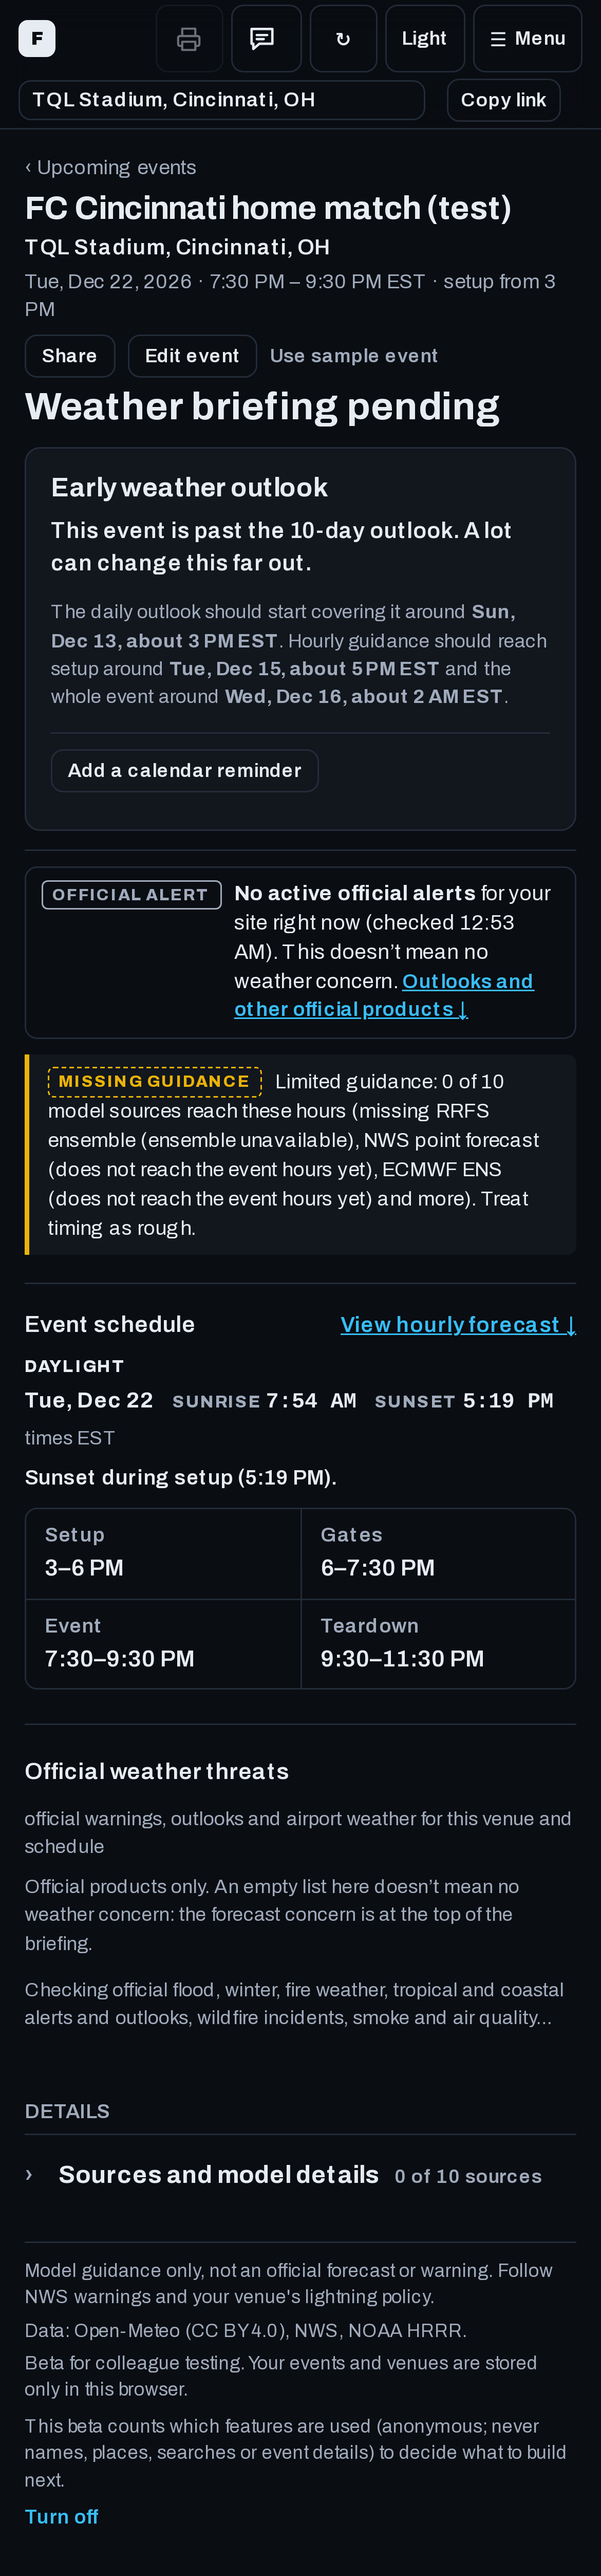 F
↻
Light
☰ Menu
TQL Stadium, Cincinnati, OH
Copy link
‹ Upcoming events
FC Cincinnati home match (test)
TQL Stadium, Cincinnati, OH
Tue, Dec 22, 2026 · 7:30 PM – 9:30 PM EST · setup from 3
PM
Share
Edit event
Use sample event
Weather briefing pending
Early weather outlook
This event is past the 10-day outlook. A lot
can change this far out.
The daily outlook should start covering it around Sun,
Dec 13, about 3 PM EST. Hourly guidance should reach
setup around Tue, Dec 15, about 5 PM EST and the
whole event around Wed, Dec 16, about 2 AM EST.
Add a calendar reminder
OFFICIAL ALERT
No active official alerts for your
site right now (checked 12:53
AM). This doesn’t mean no
weather concern. Outlooks and
other official products ↓
MISSING GUIDANCE Limited guidance: 0 of 10
model sources reach these hours (missing RRFS
ensemble (ensemble unavailable), NWS point forecast
(does not reach the event hours yet), ECMWF ENS
(does not reach the event hours yet) and more). Treat
timing as rough.
Event schedule
View hourly forecast ↓
DAYLIGHT
Tue, Dec 22 SUNRISE 7:54 AM SUNSET 5:19 PM
times EST
Sunset during setup (5:19 PM).
Setup
3–6 PM
Gates
6–7:30 PM
Event
7:30–9:30 PM
Teardown
9:30–11:30 PM
Official weather threats
official warnings, outlooks and airport weather for this venue and
schedule
Official products only. An empty list here doesn’t mean no
weather concern: the forecast concern is at the top of the
briefing.
Checking official flood, winter, fire weather, tropical and coastal
alerts and outlooks, wildfire incidents, smoke and air quality…
DETAILS
› Sources and model details 0 of 10 sources
Model guidance only, not an official forecast or warning. Follow
NWS warnings and your venue's lightning policy.
Data: Open-Meteo (CC BY 4.0), NWS, NOAA HRRR.
Beta for colleague testing. Your events and venues are stored
only in this browser.
This beta counts which features are used (anonymous; never
names, places, searches or event details) to decide what to build
next.
Turn off